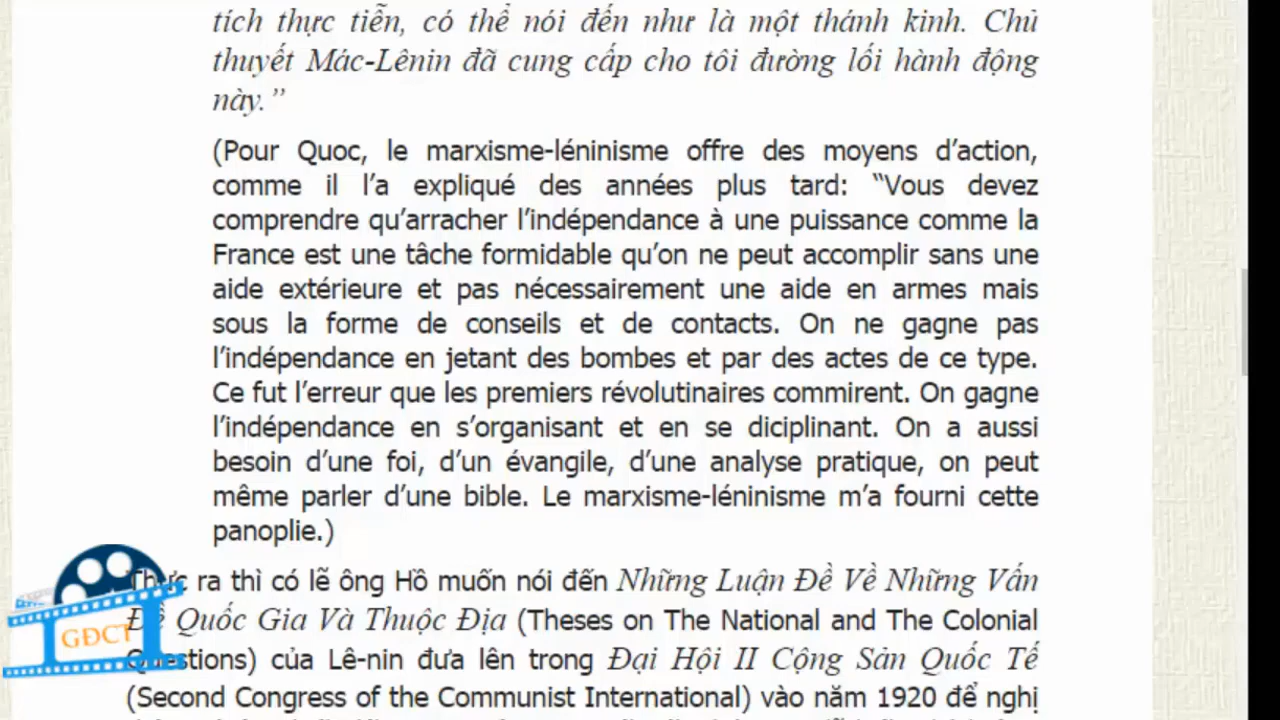 tích thực tiễn, có thể nói đến như là một thánh kinh. Chủ
thuyết Mác-Lênin đã cung cấp cho tôi đường lối hành động
này.”
(Pour Quoc, le marxisme-léninisme offre des moyens d’action,
comme il l’a expliqué des années plus tard: “Vous devez
comprendre qu’arracher l’indépendance à une puissance comme la
France est une tâche formidable qu’on ne peut accomplir sans une
aide extérieure et pas nécessairement une aide en armes mais
sous la forme de conseils et de contacts. On ne gagne pas
l’indépendance en jetant des bombes et par des actes de ce type.
Ce fut l’erreur que les premiers révolutinaires commirent. On gagne
l’indépendance en s’organisant et en se diciplinant. On a aussi
besoin d’une foi, d’un évangile, d’une analyse pratique, on peut
même parler d’une bible. Le marxisme-léninisme m’a fourni cette
panoplie.)
Thực ra thì có lẽ ông Hồ muốn nói đến Những Luận Đề Về Những Vấn
Đề Quốc Gia Và Thuộc Địa (Theses on The National and The Colonial
GĐCT
Questions) của Lê-nin đưa lên trong Đại Hội II Cộng Sản Quốc Tế
(Second Congress of the Communist International) vào năm 1920 để nghị